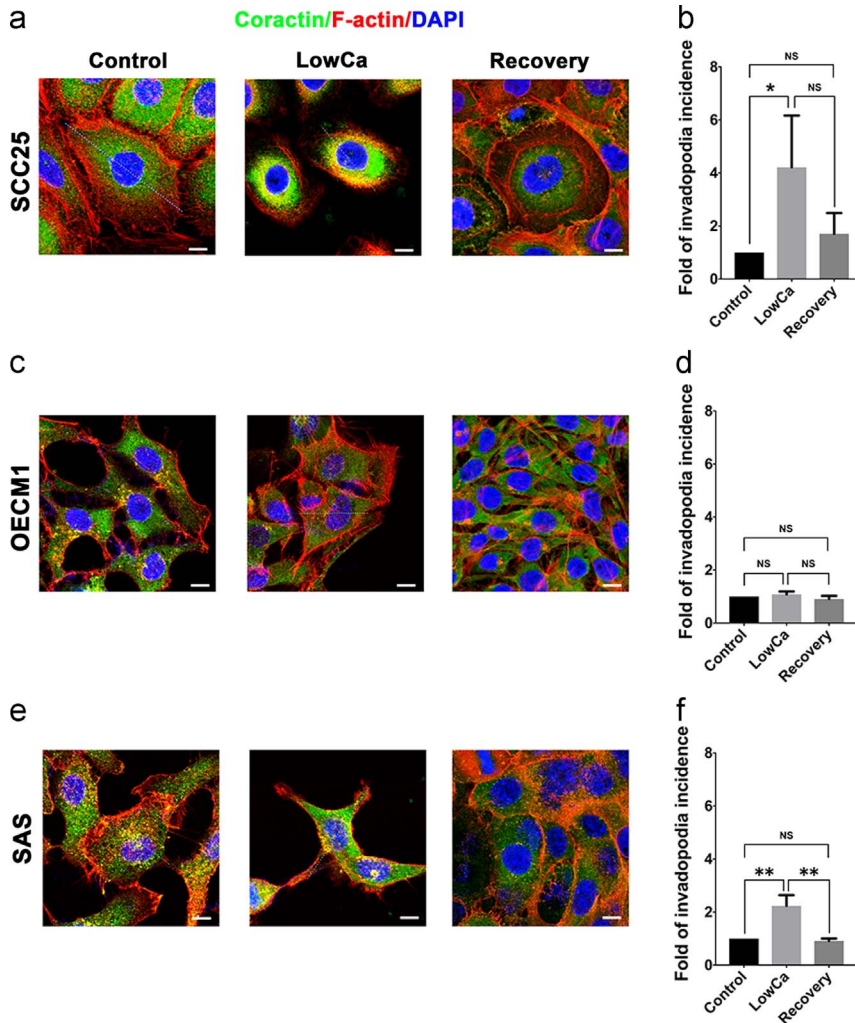 a
Coractin/F-actin/DAPI
Control LowCa Recovery
SCC25
b
Fold of invadopodia incidence
8
6
4
2
0
NS
* NS
Control LowCa Recovery
c
OECM1
d
Fold of invadopodia incidence
8
6
4
2
0
NS
NS NS
Control LowCa Recovery
e
SAS
f
Fold of invadopodia incidence
8
6
4
2
0
NS
** **
Control LowCa Recovery